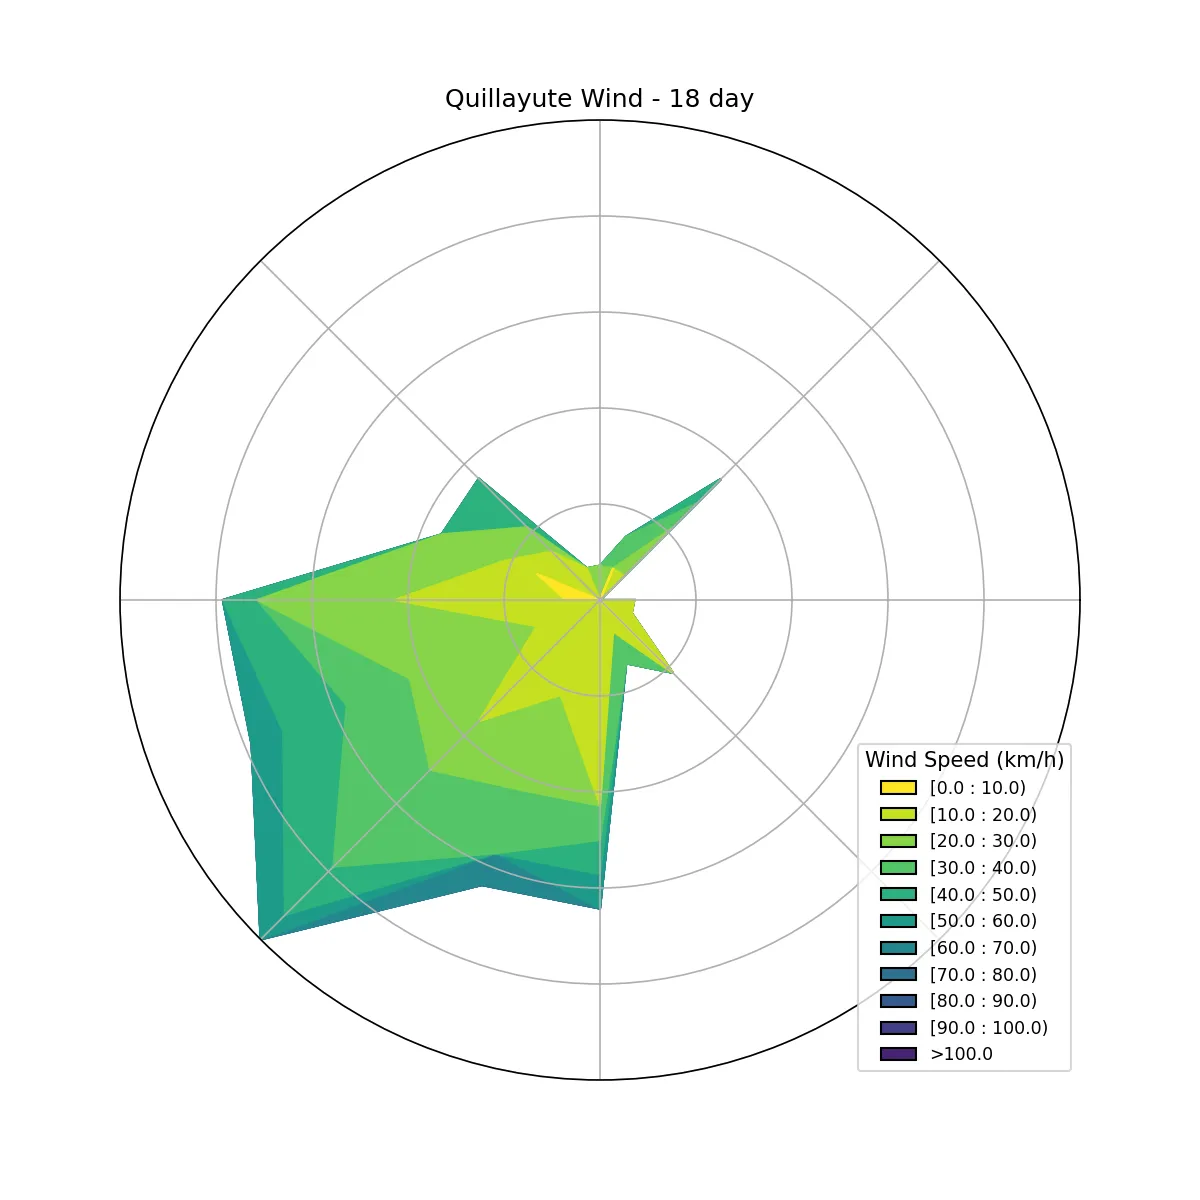 Quillayute Wind - 18 day
Wind Speed (km/h)
[0.0 : 10.0)
[10.0 : 20.0)
[20.0 : 30.0)
[30.0 : 40.0)
[40.0 : 50.0)
[50.0 : 60.0)
[60.0 : 70.0)
[70.0 : 80.0)
[80.0 : 90.0)
[90.0 : 100.0)
>100.0